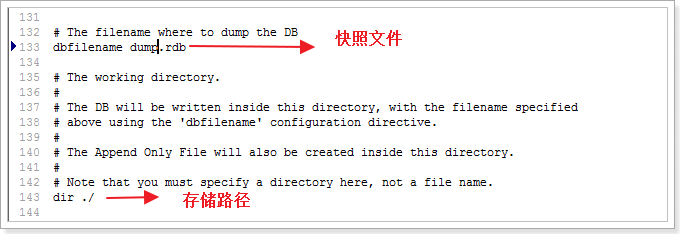 131
132 # The filename where to dump the DB
133 dbfilename dump.rdb 快照文件
134
135 # The working directory.
136 #
137 # The DB will be written inside this directory, with the filename specified
138 # above using the 'dbfilename' configuration directive.
139 #
140 # The Append Only File will also be created inside this directory.
141 #
142 # Note that you must specify a directory here, not a file name.
143 dir ./ 存储路径
144